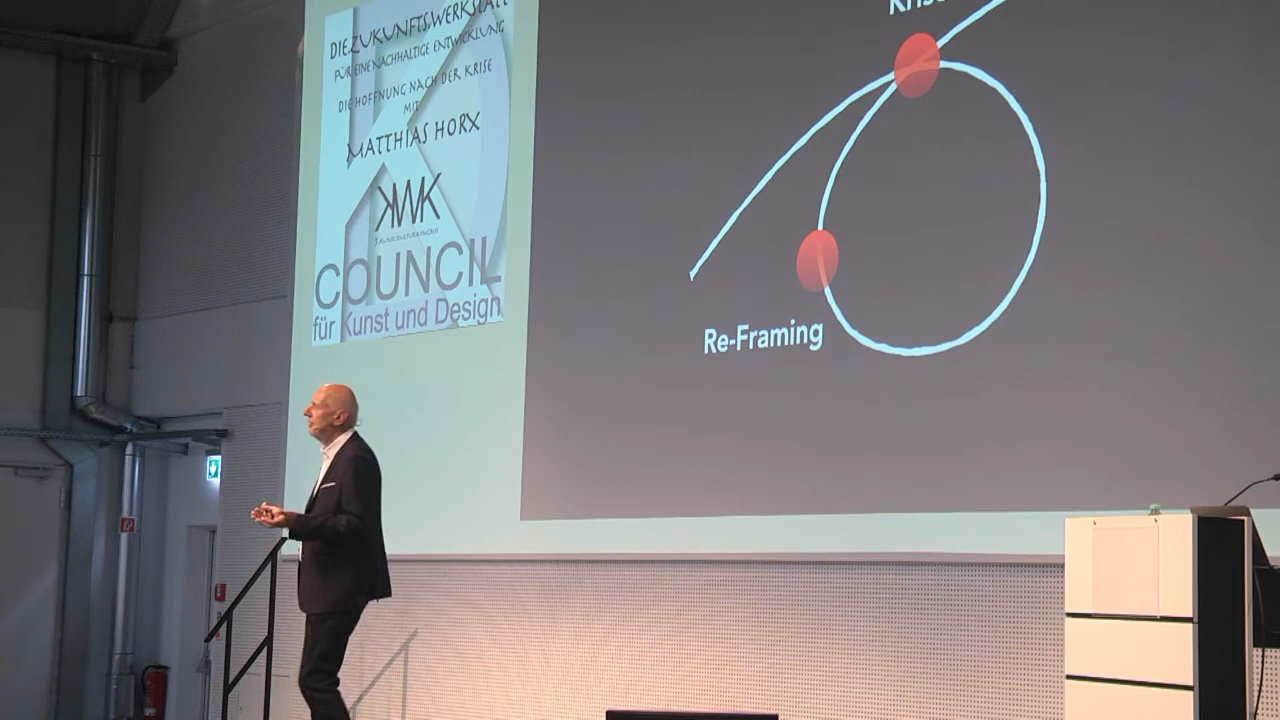 DIE ZUKUNFTSWERKSTATT
FÜR EINE NACHHALTIGE ENTWICKLUNG
DIE HOFFNUNG NACH DER KRISE
MIT
MATTHIAS HORX
KWK
COUNCIL
für Kunst und Design
Re-Framing